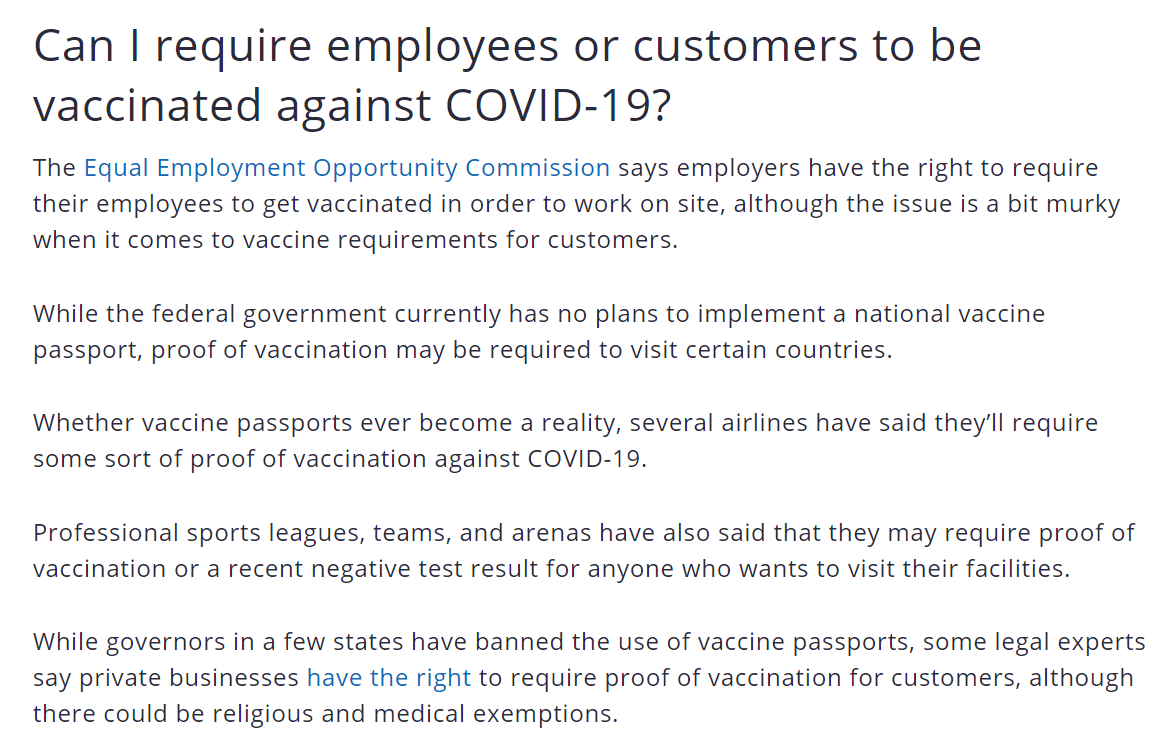 Can I require employees or customers to be
vaccinated against COVID-19?
The Equal Employment Opportunity Commission says employers have the right to require
their employees to get vaccinated in order to work on site, although the issue is a bit murky
when it comes to vaccine requirements for customers.
While the federal government currently has no plans to implement a national vaccine
passport, proof of vaccination may be required to visit certain countries.
Whether vaccine passports ever become a reality, several airlines have said they’ll require
some sort of proof of vaccination against COVID-19.
Professional sports leagues, teams, and arenas have also said that they may require proof of
vaccination or a recent negative test result for anyone who wants to visit their facilities.
While governors in a few states have banned the use of vaccine passports, some legal experts
say private businesses have the right to require proof of vaccination for customers, although
there could be religious and medical exemptions.